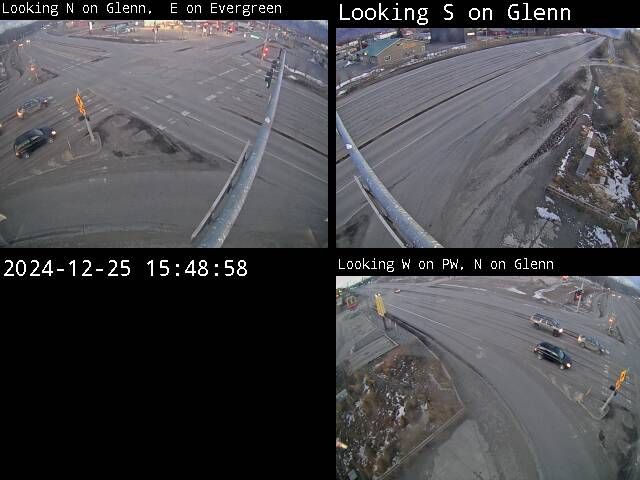 Looking N on Glenn,  E on Evergreen
Looking S on Glenn
2024-12-25 15:48:58
Looking W on PW, N on Glenn